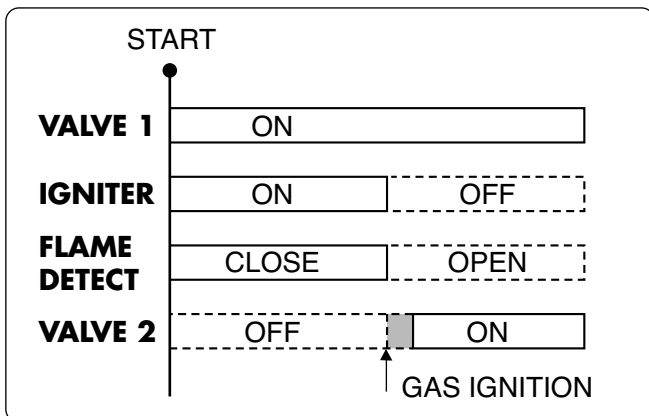 START
VALVE 1 ON
IGNITER ON OFF
FLAME
DETECT CLOSE OPEN
VALVE 2 OFF ON
GAS IGNITION